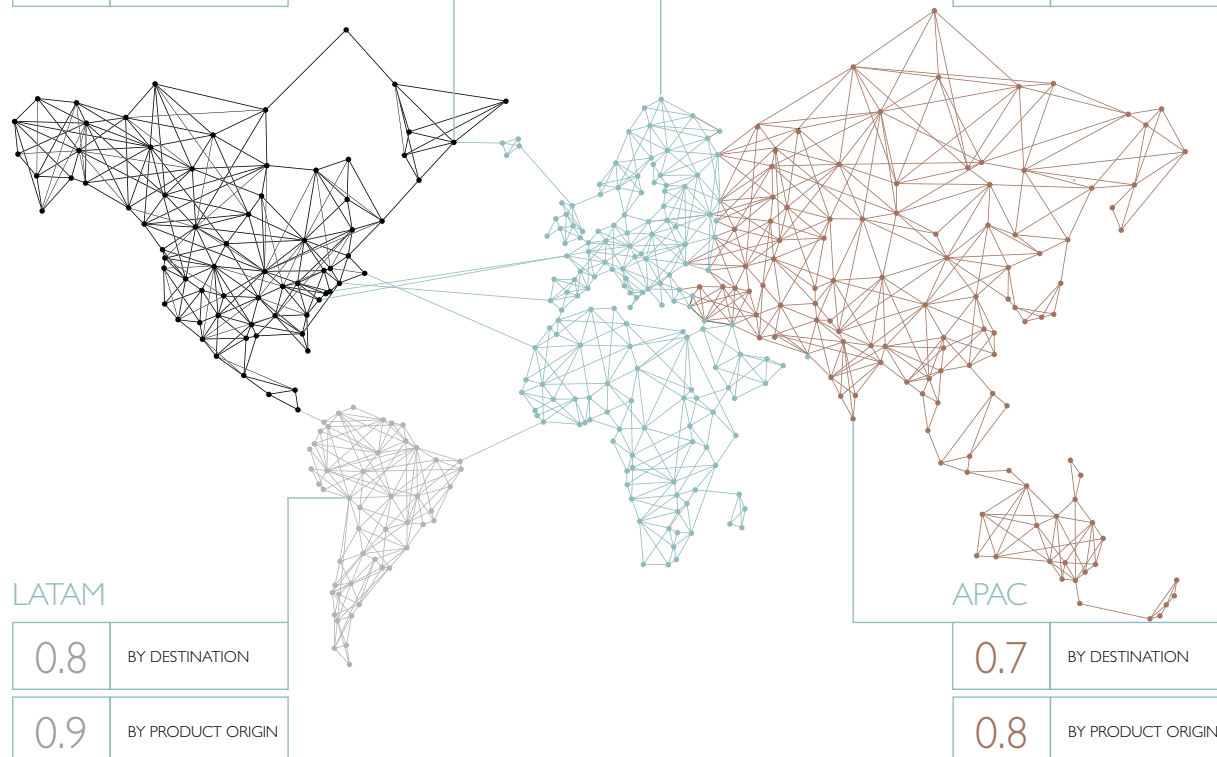 LATAM
0.8 BY DESTINATION
0.9 BY PRODUCT ORIGIN
APAC
0.7 BY DESTINATION
0.8 BY PRODUCT ORIGIN